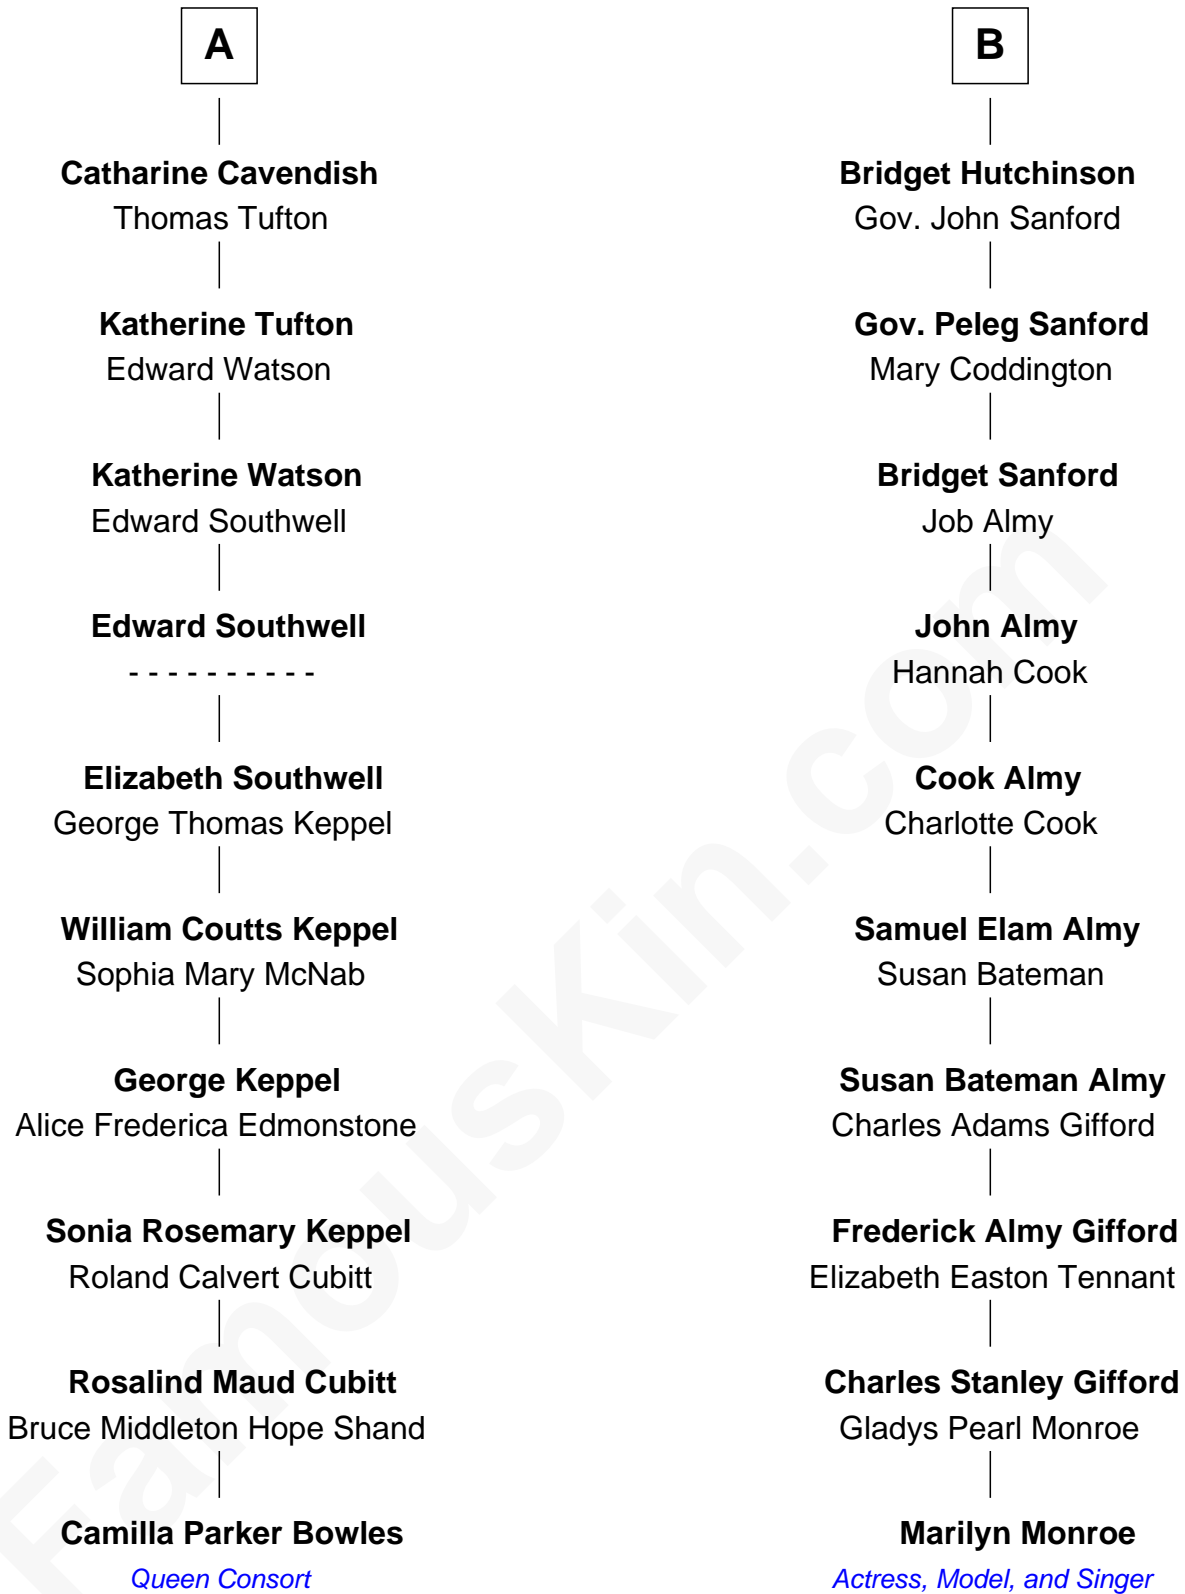 A
Catharine Cavendish
Thomas Tufton
Katherine Tufton
Edward Watson
Katherine Watson
Edward Southwell
Edward Southwell
- - - - - - - - - -
Elizabeth Southwell
George Thomas Keppel
William Coutts Keppel
Sophia Mary McNab
George Keppel
Alice Frederica Edmonstone
Sonia Rosemary Keppel
Roland Calvert Cubitt
Rosalind Maud Cubitt
Bruce Middleton Hope Shand
Camilla Parker Bowles
Queen Consort
B
Bridget Hutchinson
Gov. John Sanford
Gov. Peleg Sanford
Mary Coddington
Bridget Sanford
Job Almy
John Almy
Hannah Cook
Cook Almy
Charlotte Cook
Samuel Elam Almy
Susan Bateman
Susan Bateman Almy
Charles Adams Gifford
Frederick Almy Gifford
Elizabeth Easton Tennant
Charles Stanley Gifford
Gladys Pearl Monroe
Marilyn Monroe
Actress, Model, and Singer
FamousKin.com